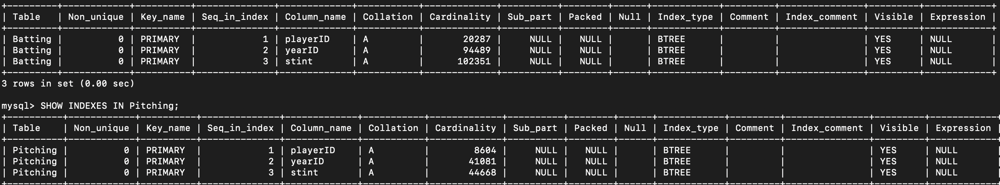 +----------+------------+----------+--------------+-------------+-----------+-------------+----------+--------+------+------------+---------+---------------+---------+------------+
| Table   | Non_unique | Key_name | Seq_in_index | Column_name | Collation | Cardinality | Sub_part | Packed | Null | Index_type | Comment | Index_comment | Visible | Expression |
+---------+------------+----------+--------------+-------------+-----------+-------------+----------+--------+------+------------+---------+---------------+---------+------------+
| Batting |          0 | PRIMARY  |            1 | playerID    | A         |       20287 |     NULL |   NULL |      | BTREE      |         |               | YES     | NULL       |
| Batting |          0 | PRIMARY  |            2 | yearID      | A         |       94489 |     NULL |   NULL |      | BTREE      |         |               | YES     | NULL       |
| Batting |          0 | PRIMARY  |            3 | stint       | A         |      102351 |     NULL |   NULL |      | BTREE      |         |               | YES     | NULL       |
+---------+------------+----------+--------------+-------------+-----------+-------------+----------+--------+------+------------+---------+---------------+---------+------------+
3 rows in set (0.00 sec)

mysql> SHOW INDEXES IN Pitching;
+----------+------------+----------+--------------+-------------+-----------+-------------+----------+--------+------+------------+---------+---------------+---------+------------+
| Table    | Non_unique | Key_name | Seq_in_index | Column_name | Collation | Cardinality | Sub_part | Packed | Null | Index_type | Comment | Index_comment | Visible | Expression |
+----------+------------+----------+--------------+-------------+-----------+-------------+----------+--------+------+------------+---------+---------------+---------+------------+
| Pitching |          0 | PRIMARY  |            1 | playerID    | A         |        8604 |     NULL |   NULL |      | BTREE      |         |               | YES     | NULL       |
| Pitching |          0 | PRIMARY  |            2 | yearID      | A         |       41081 |     NULL |   NULL |      | BTREE      |         |               | YES     | NULL       |
| Pitching |          0 | PRIMARY  |            3 | stint       | A         |       44668 |     NULL |   NULL |      | BTREE      |         |               | YES     | NULL       |
+----------+------------+----------+--------------+-------------+-----------+-------------+----------+--------+------+------------+---------+---------------+---------+------------+